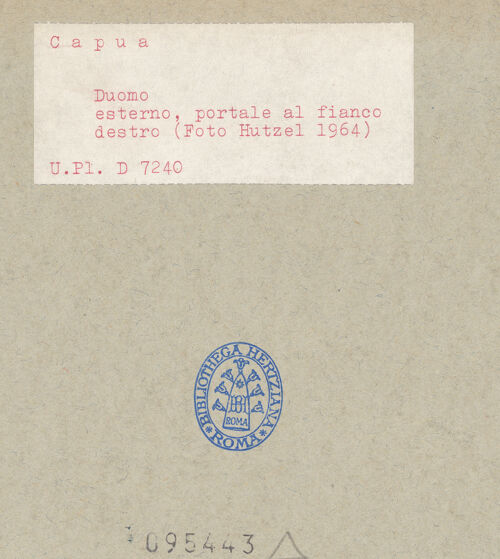 C a p u a
Duomo
esterno, portale al fianco
destro (Foto Hutzel 1964)
U.Pl. D 7240
*BIBLIOTHECA HERTZIANA*
ROMA
ROMA
095443